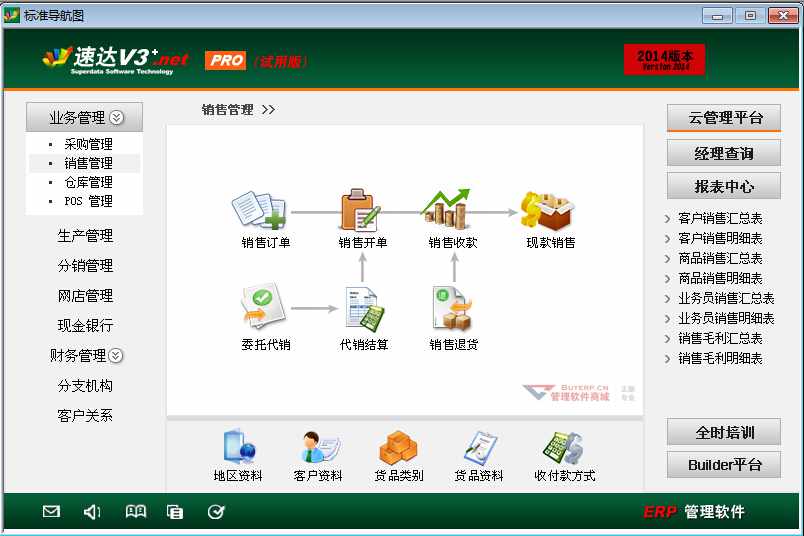 标准导航图
速达V3+.net PRO (试用版)
Superdata Software Technology
2014版本
Version 2014
业务管理
采购管理
销售管理
仓库管理
POS 管理
生产管理
分销管理
网店管理
现金银行
财务管理
分支机构
客户关系
销售管理 >>
销售订单
销售开单
销售收款
现款销售
委托代销
代销结算
销售退货
BUTERP.CN
管理软件商城
正版
专业
地区资料
客户资料
货品类别
货品资料
收付款方式
云管理平台
经理查询
报表中心
客户销售汇总表
客户销售明细表
商品销售汇总表
商品销售明细表
业务员销售汇总表
业务员销售明细表
销售毛利汇总表
销售毛利明细表
全时培训
Builder平台
ERP 管理软件